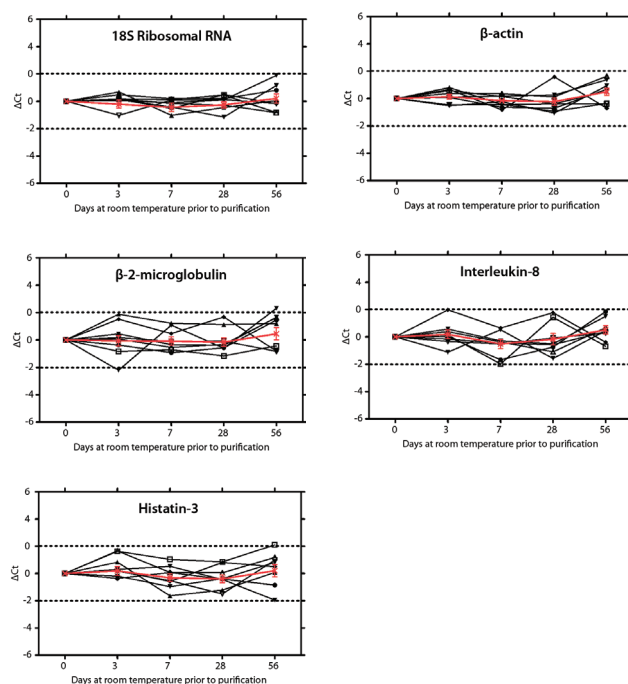 18S Ribosomal RNA
ΔCt
6
4
0
0
-2
-4
-6
0 3 7 28 56
Days at room temperature prior to purification
β-actin
ΔCt
6
4
0
0
-2
-4
-6
0 3 7 28 56
Days at room temperature prior to purification
β-2-microglobulin
ΔCt
6
4
0
0
-2
-4
-6
0 3 7 28 56
Days at room temperature prior to purification
Interleukin-8
ΔCt
6
4
0
0
-2
-4
-6
0 3 7 28 56
Days at room temperature prior to purification
Histatin-3
ΔCt
6
4
0
0
-2
-4
-6
0 3 7 28 56
Days at room temperature prior to purification